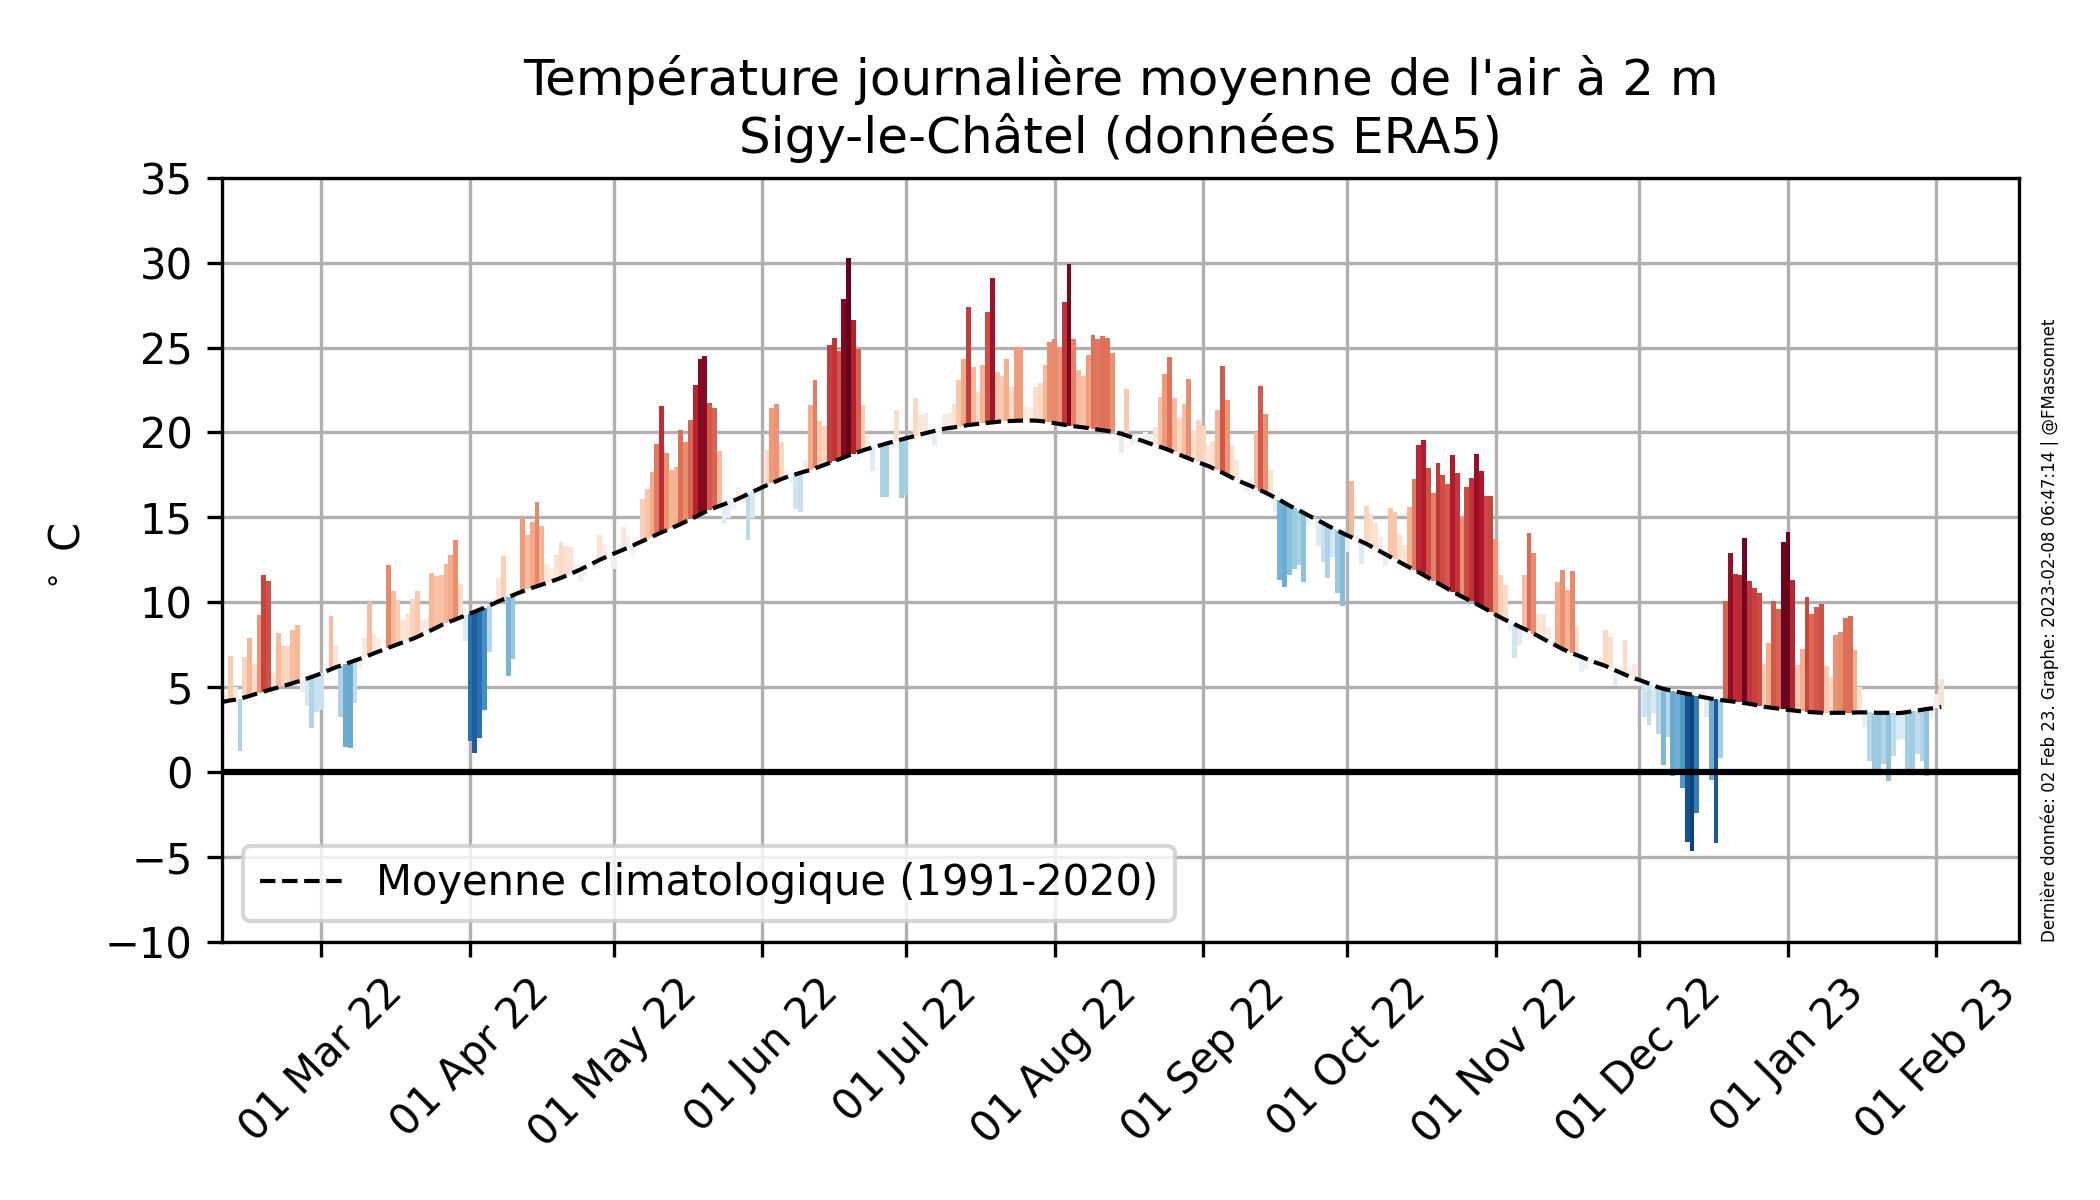 Température journalière moyenne de l'air à 2 m
Sigy-le-Châtel (données ERA5)
35
30
25
20
15
10
5
0
−5
−10
° C
Moyenne climatologique (1991-2020)
01 Mar 22
01 Apr 22
01 May 22
01 Jun 22
01 Jul 22
01 Aug 22
01 Sep 22
01 Oct 22
01 Nov 22
01 Dec 22
01 Jan 23
01 Feb 23
Dernière donnée: 02 Feb 23. Graphe: 2023-02-08 06:47:14 | @FMassonnet